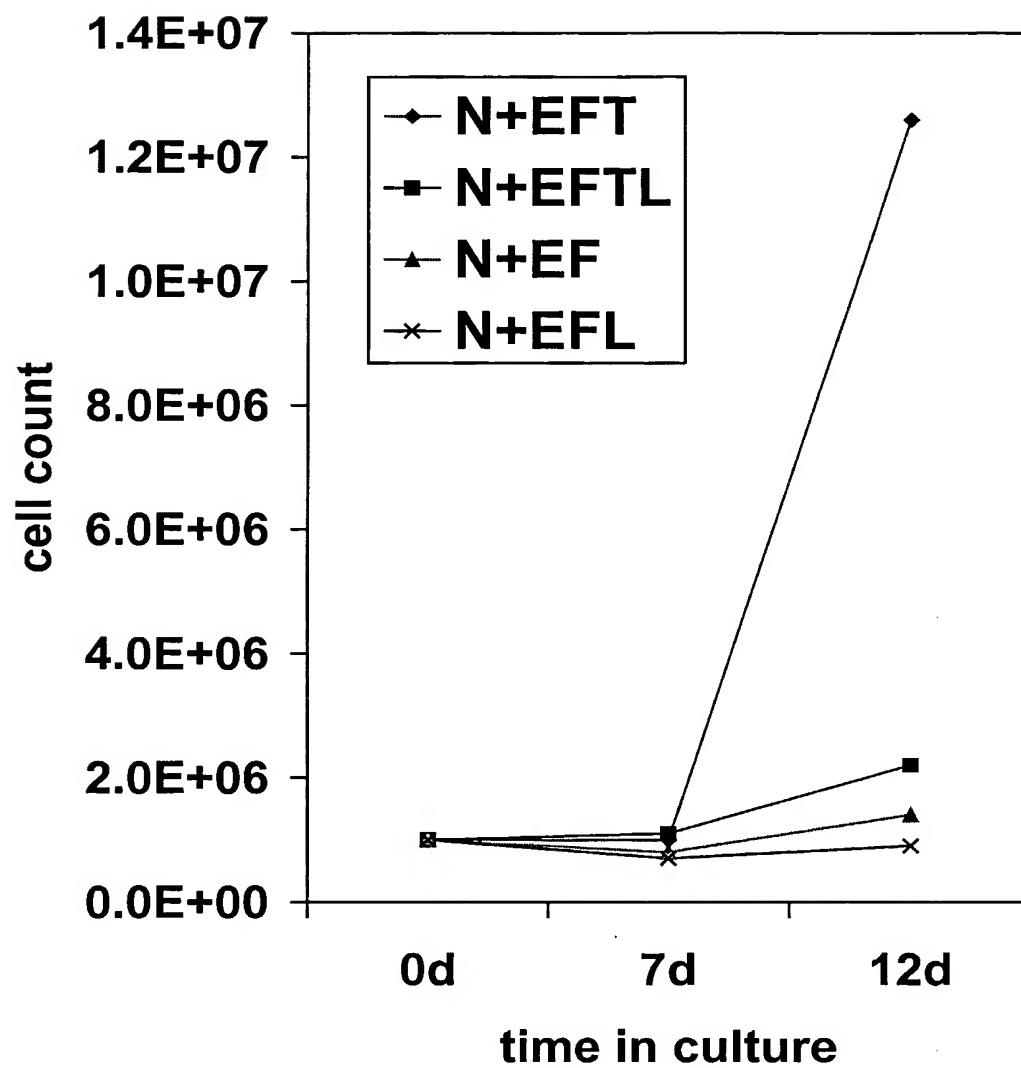 1.4E+07
1.2E+07
1.0E+07
8.0E+06
6.0E+06
4.0E+06
2.0E+06
0.0E+00
cell count
N+EFT
N+EFTL
N+EF
N+EFL
0d 7d 12d
time in culture